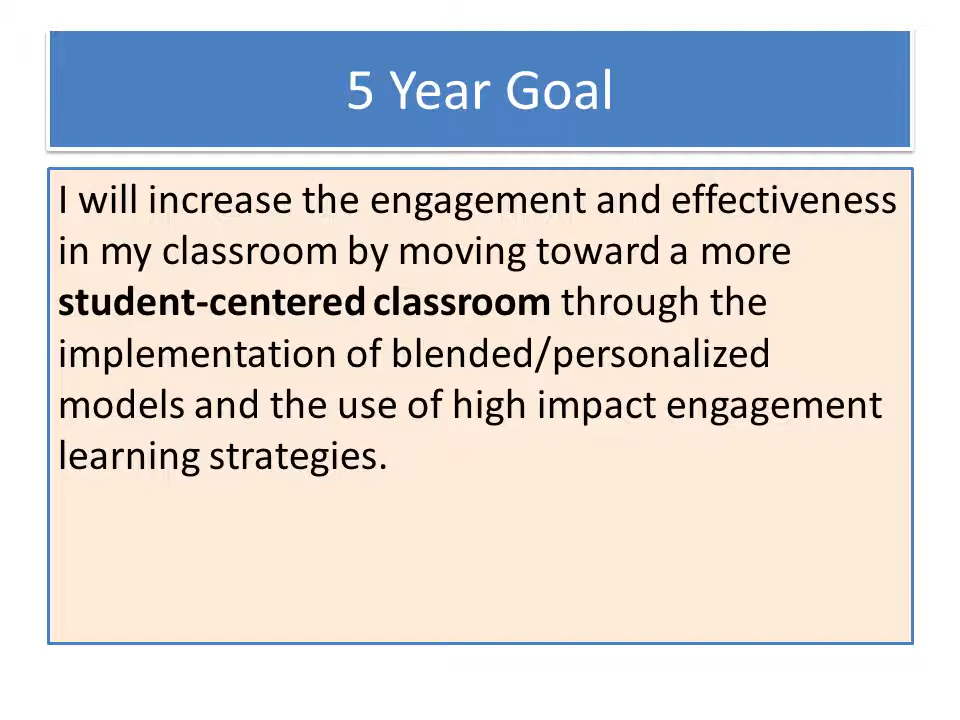 5 Year Goal
I will increase the engagement and effectiveness
in my classroom by moving toward a more
student-centered classroom through the
implementation of blended/personalized
models and the use of high impact engagement
learning strategies.